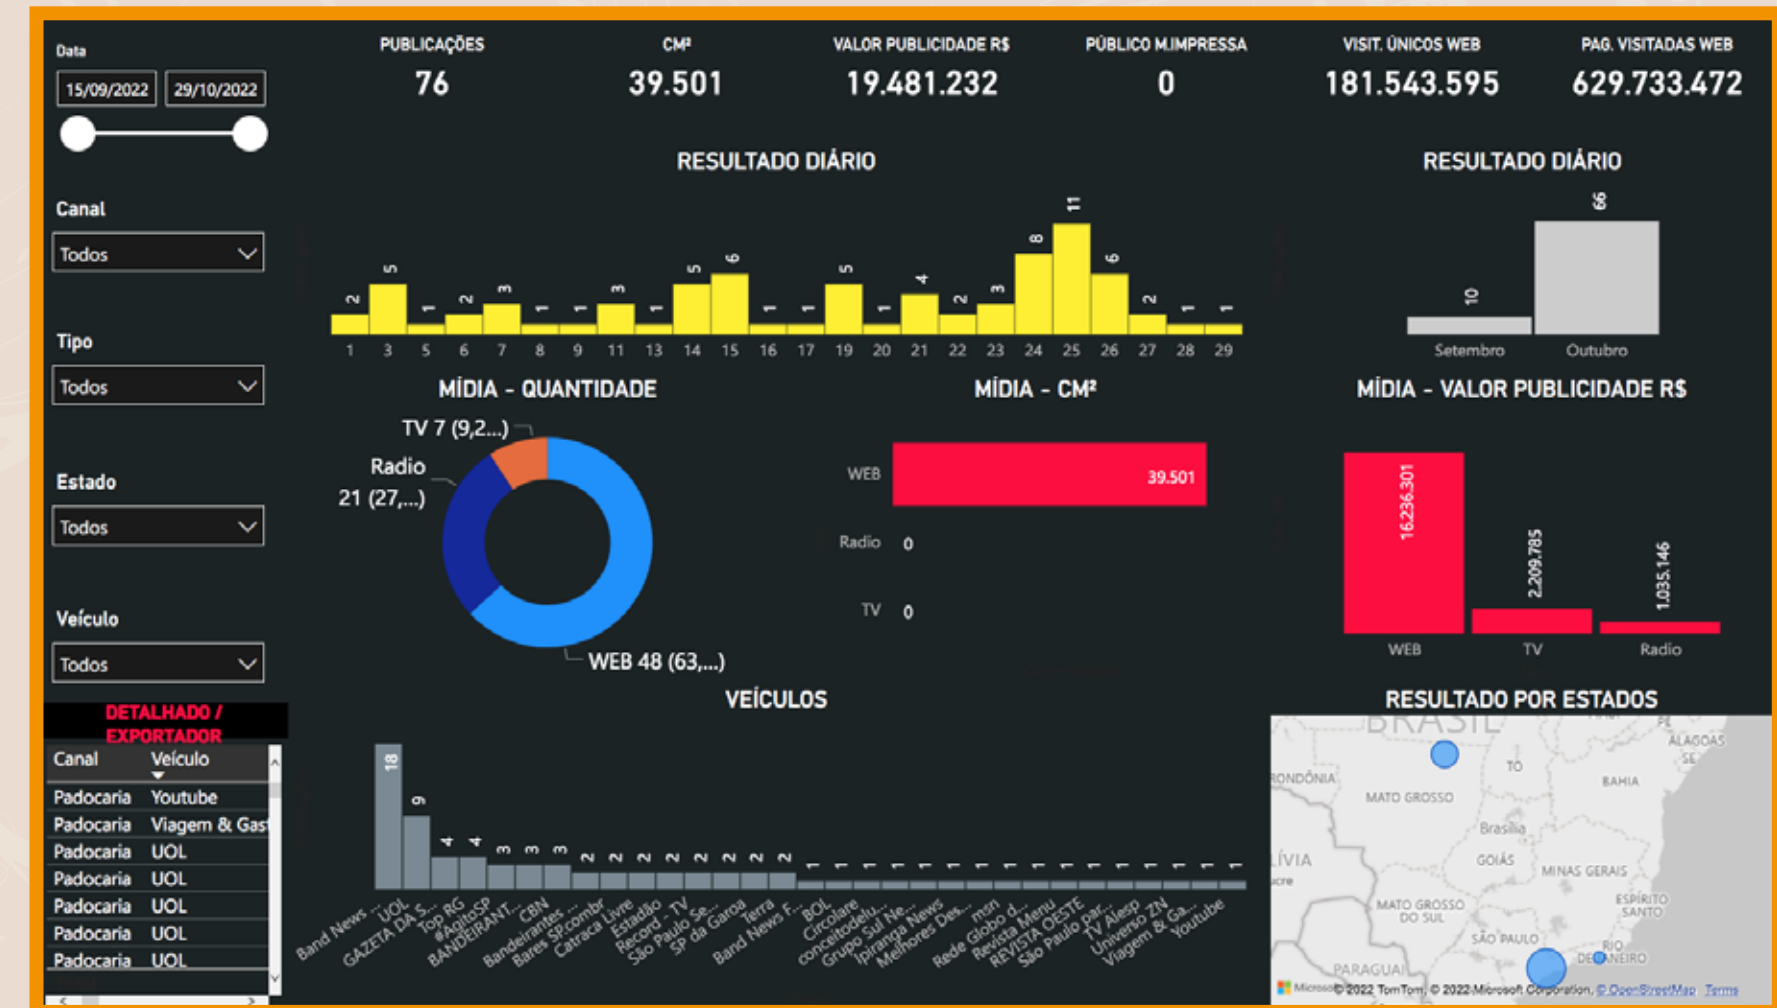 Data
15/09/2022 29/10/2022
PUBLICAÇÕES
76
CM²
39.501
VALOR PUBLICIDADE R$
19.481.232
PÚBLICO M.IMPRESSA
0
VISIT. ÚNICOS WEB
181.543.595
PAG. VISITADAS WEB
629.733.472
Canal
Todos
Tipo
Todos
Estado
Todos
Veículo
Todos
RESULTADO DIÁRIO
2 5 1 2 3 1 1 3 1 5 6 1 1 5 1 4 2 3 8 11 6 2 1 1
1 3 5 6 7 8 9 11 13 14 15 16 17 19 20 21 22 23 24 25 26 27 28 29
RESULTADO DIÁRIO
10 66
Setembro Outubro
MÍDIA - QUANTIDADE
TV 7 (9,2...)
Radio
21 (27,...)
WEB 48 (63,...)
MÍDIA - CM²
WEB 39.501
Radio 0
TV 0
MÍDIA - VALOR PUBLICIDADE R$
16.236.301 2.209.785 1.035.146
WEB TV Radio
DETALHADO /
EXPORTADOR
Canal Veículo
Padocaria Youtube
Padocaria Viagem & Gast
Padocaria UOL
Padocaria UOL
Padocaria UOL
Padocaria UOL
Padocaria UOL
VEÍCULOS
18 9 4 4 3 3 3 2 2 2 2 2 2 2 2 1 1 1 1 1 1 1 1 1 1 1 1 1 1 1 1
Band News ...
UOL
GAZETA DA S...
Top RG
#AgitoSP
BANDEIRANT...
CBN
Bandeirantes ...
Bares SP.combr
Catraca Livre
Estadão
Record - TV
São Paulo Se...
SP da Garoa
Terra
Band News F...
BOL
Circolare
conceitodelu...
Grupo Sul Ne...
Ipiranga News
Melhores Des...
msn
Rede Globo d...
Revista Menu
REVISTA OESTE
São Paulo par...
TV Alesp
Universo ZN
Viagem & Ga...
Youtube
RESULTADO POR ESTADOS
BRASIL
PE
ALAGOAS
SE
RONDÔNIA
TO
BAHIA
MATO GROSSO
Brasília
LÍVIA
ucre
GOIÁS
MINAS GERAIS
MATO GROSSO
DO SUL
ESPÍRITO
SANTO
SÃO PAULO
RIO
DE JANEIRO
PARAGUAI
© 2022 TomTom, © 2022 Microsoft Corporation, © OpenStreetMap Terms